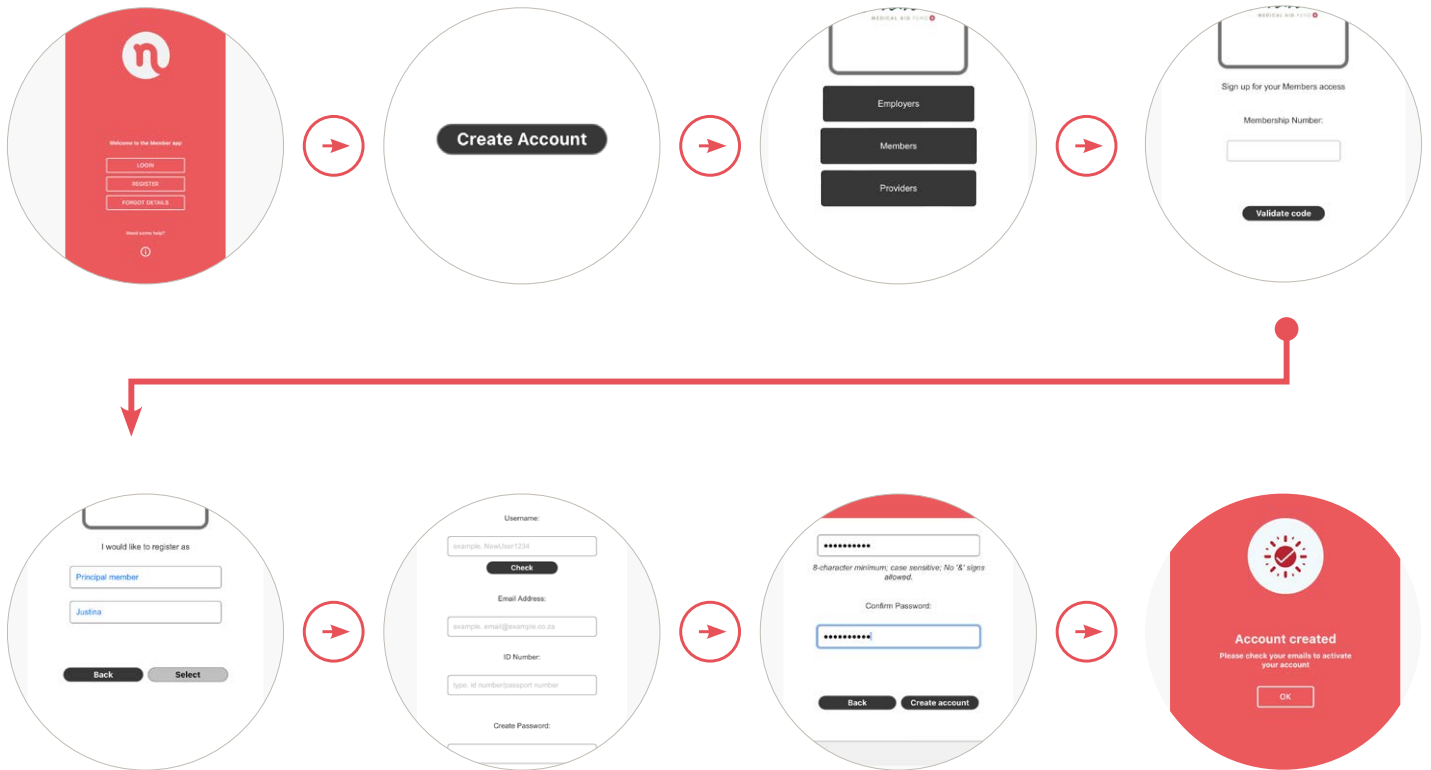 n
Welcome to the Member app
LOGIN
REGISTER
FORGOT DETAILS
Need some help?
Create Account
MEDICAL AID FUND
Employers
Members
Providers
MEDICAL AID FUND
Sign up for your Members access
Membership Number:
Validate code
I would like to register as
Principal member
Justina
Back
Select
Username:
example. NewUser1234
Check
Email Address:
example. email@example.co.za
ID Number:
type. id number/passport number
Create Password:
8-character minimum; case sensitive; No '&' signs
allowed.
Confirm Password:
Back
Create account
Account created
Please check your emails to activate
your account
OK